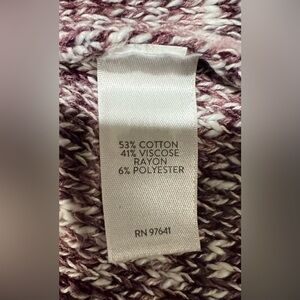 53% COTTON
41% VISCOSE
RAYON
6% POLYESTER
RN 97641